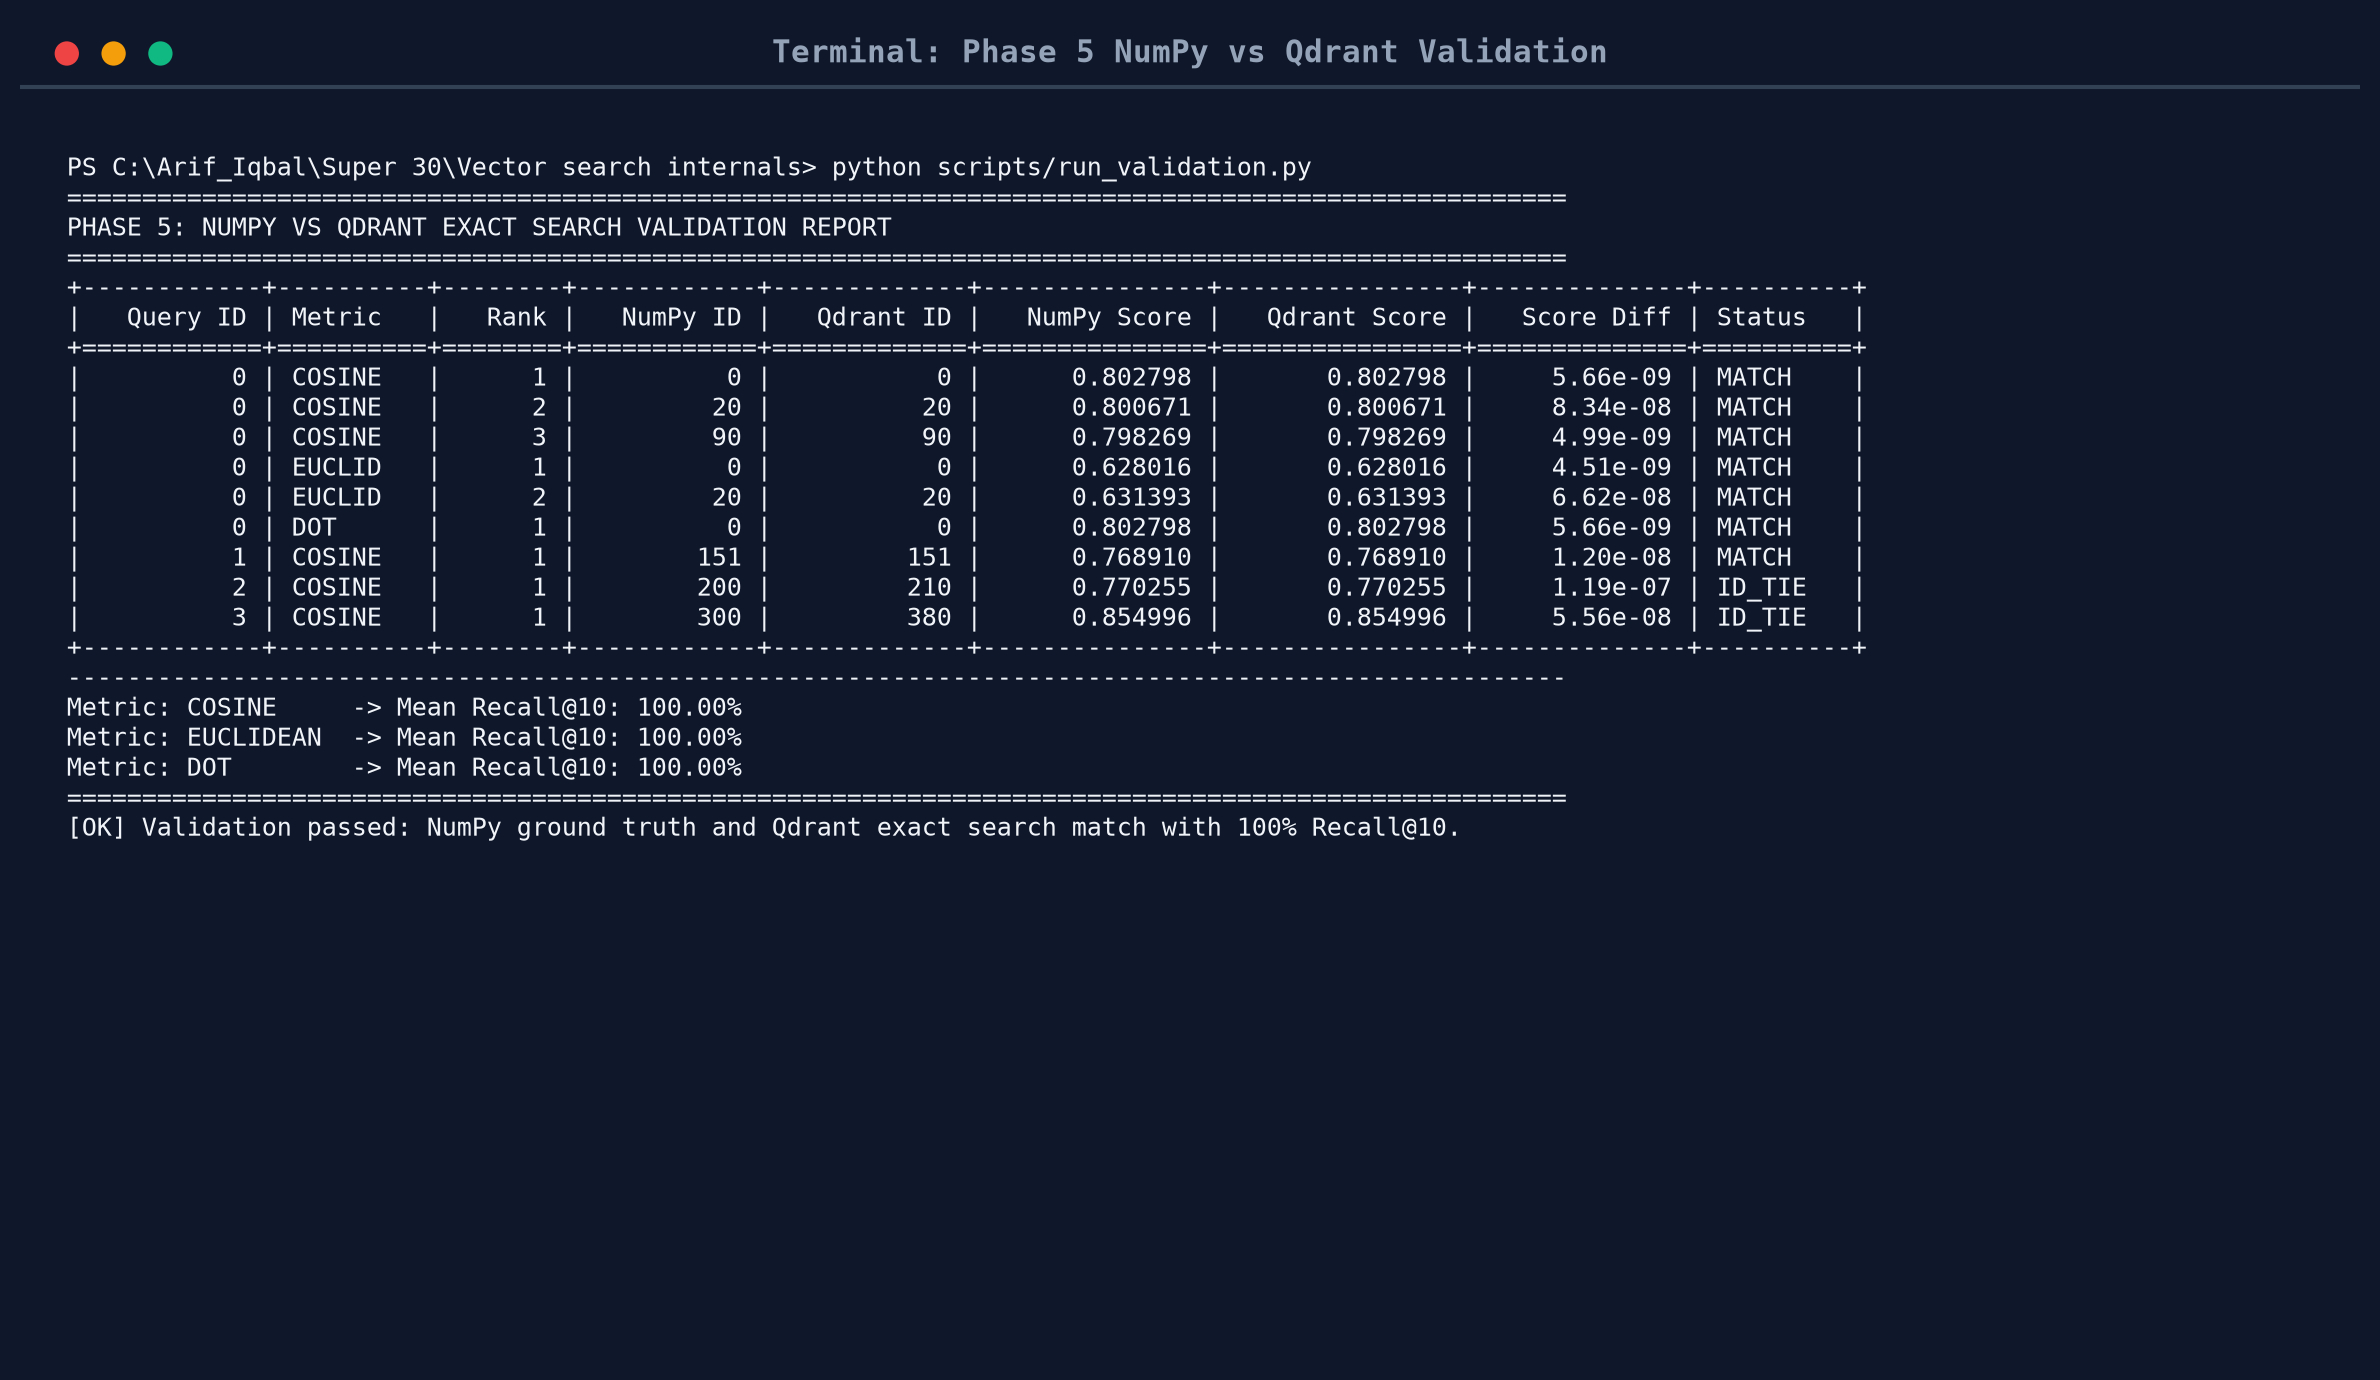 Terminal: Phase 5 NumPy vs Qdrant Validation
PS C:\Arif_Iqbal\Super 30\Vector search internals> python scripts/run_validation.py
====================================================================================================
PHASE 5: NUMPY VS QDRANT EXACT SEARCH VALIDATION REPORT
====================================================================================================
+------------+----------+--------+------------+-------------+---------------+----------------+--------------+----------+
|   Query ID | Metric   |   Rank |   NumPy ID |   Qdrant ID |   NumPy Score |   Qdrant Score |   Score Diff | Status   |
+============+==========+========+============+=============+===============+================+==============+==========+
|          0 | COSINE   |      1 |          0 |           0 |      0.802798 |       0.802798 |     5.66e-09 | MATCH    |
|          0 | COSINE   |      2 |         20 |          20 |      0.800671 |       0.800671 |     8.34e-08 | MATCH    |
|          0 | COSINE   |      3 |         90 |          90 |      0.798269 |       0.798269 |     4.99e-09 | MATCH    |
|          0 | EUCLID   |      1 |          0 |           0 |      0.628016 |       0.628016 |     4.51e-09 | MATCH    |
|          0 | EUCLID   |      2 |         20 |          20 |      0.631393 |       0.631393 |     6.62e-08 | MATCH    |
|          0 | DOT      |      1 |          0 |           0 |      0.802798 |       0.802798 |     5.66e-09 | MATCH    |
|          1 | COSINE   |      1 |        151 |         151 |      0.768910 |       0.768910 |     1.20e-08 | MATCH    |
|          2 | COSINE   |      1 |        200 |         210 |      0.770255 |       0.770255 |     1.19e-07 | ID_TIE   |
|          3 | COSINE   |      1 |        300 |         380 |      0.854996 |       0.854996 |     5.56e-08 | ID_TIE   |
+------------+----------+--------+------------+-------------+---------------+----------------+--------------+----------+
----------------------------------------------------------------------------------------------------
Metric: COSINE     -> Mean Recall@10: 100.00%
Metric: EUCLIDEAN  -> Mean Recall@10: 100.00%
Metric: DOT        -> Mean Recall@10: 100.00%
====================================================================================================
[OK] Validation passed: NumPy ground truth and Qdrant exact search match with 100% Recall@10.